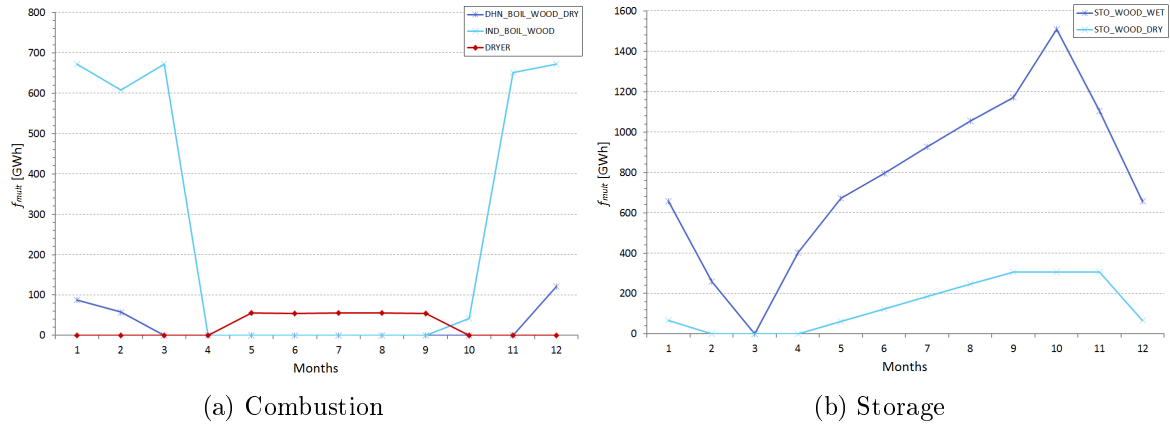 800
700
600
500
400
300
200
100
0
f_mult [GWh]
1 2 3 4 5 6 7 8 9 10 11 12
Months
DHN_BOIL_WOOD_DRY
IND_BOIL_WOOD
DRYER
(a) Combustion
1600
1400
1200
1000
800
600
400
200
0
f_mult [GWh]
1 2 3 4 5 6 7 8 9 10 11 12
Months
STO_WOOD_WET
STO_WOOD_DRY
(b) Storage